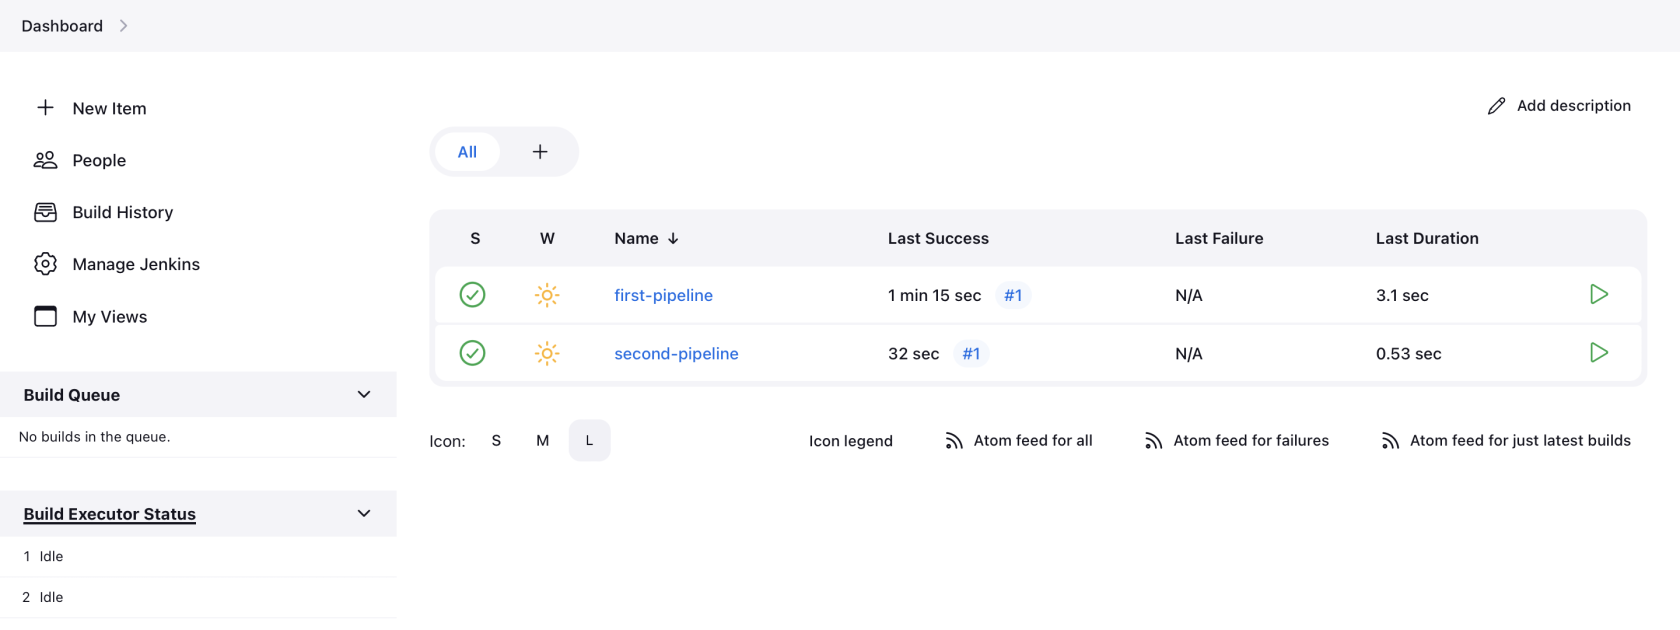 Dashboard
New Item
People
Build History
Manage Jenkins
My Views
Build Queue
No builds in the queue.
Build Executor Status
1 Idle
2 Idle
Add description
All +
S W Name ↓ Last Success Last Failure Last Duration
first-pipeline 1 min 15 sec #1 N/A 3.1 sec
second-pipeline 32 sec #1 N/A 0.53 sec
Icon: S M L Icon legend Atom feed for all Atom feed for failures Atom feed for just latest builds